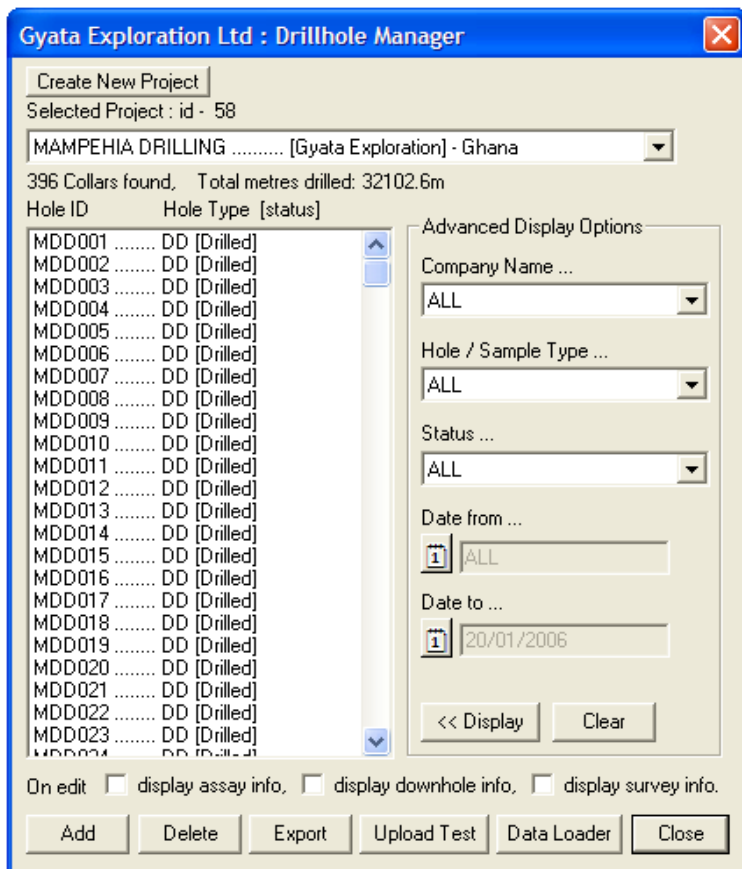 Gyata Exploration Ltd : Drillhole Manager
Create New Project
Selected Project : id - 58
MAMPEHIA DRILLING .......... [Gyata Exploration] - Ghana
396 Collars found, Total metres drilled: 32102.6m
Hole ID Hole Type [status]
MDD001 ........ DD [Drilled]
MDD002 ........ DD [Drilled]
MDD003 ........ DD [Drilled]
MDD004 ........ DD [Drilled]
MDD005 ........ DD [Drilled]
MDD006 ........ DD [Drilled]
MDD007 ........ DD [Drilled]
MDD008 ........ DD [Drilled]
MDD009 ........ DD [Drilled]
MDD010 ........ DD [Drilled]
MDD011 ........ DD [Drilled]
MDD012 ........ DD [Drilled]
MDD013 ........ DD [Drilled]
MDD014 ........ DD [Drilled]
MDD015 ........ DD [Drilled]
MDD016 ........ DD [Drilled]
MDD017 ........ DD [Drilled]
MDD018 ........ DD [Drilled]
MDD019 ........ DD [Drilled]
MDD020 ........ DD [Drilled]
MDD021 ........ DD [Drilled]
MDD022 ........ DD [Drilled]
MDD023 ........ DD [Drilled]
MDD024 ........ DD [Drilled]
Advanced Display Options
Company Name ...
ALL
Hole / Sample Type ...
ALL
Status ...
ALL
Date from ...
1 ALL
Date to ...
1 20/01/2006
<< Display Clear
On edit display assay info, display downhole info, display survey info.
Add Delete Export Upload Test Data Loader Close